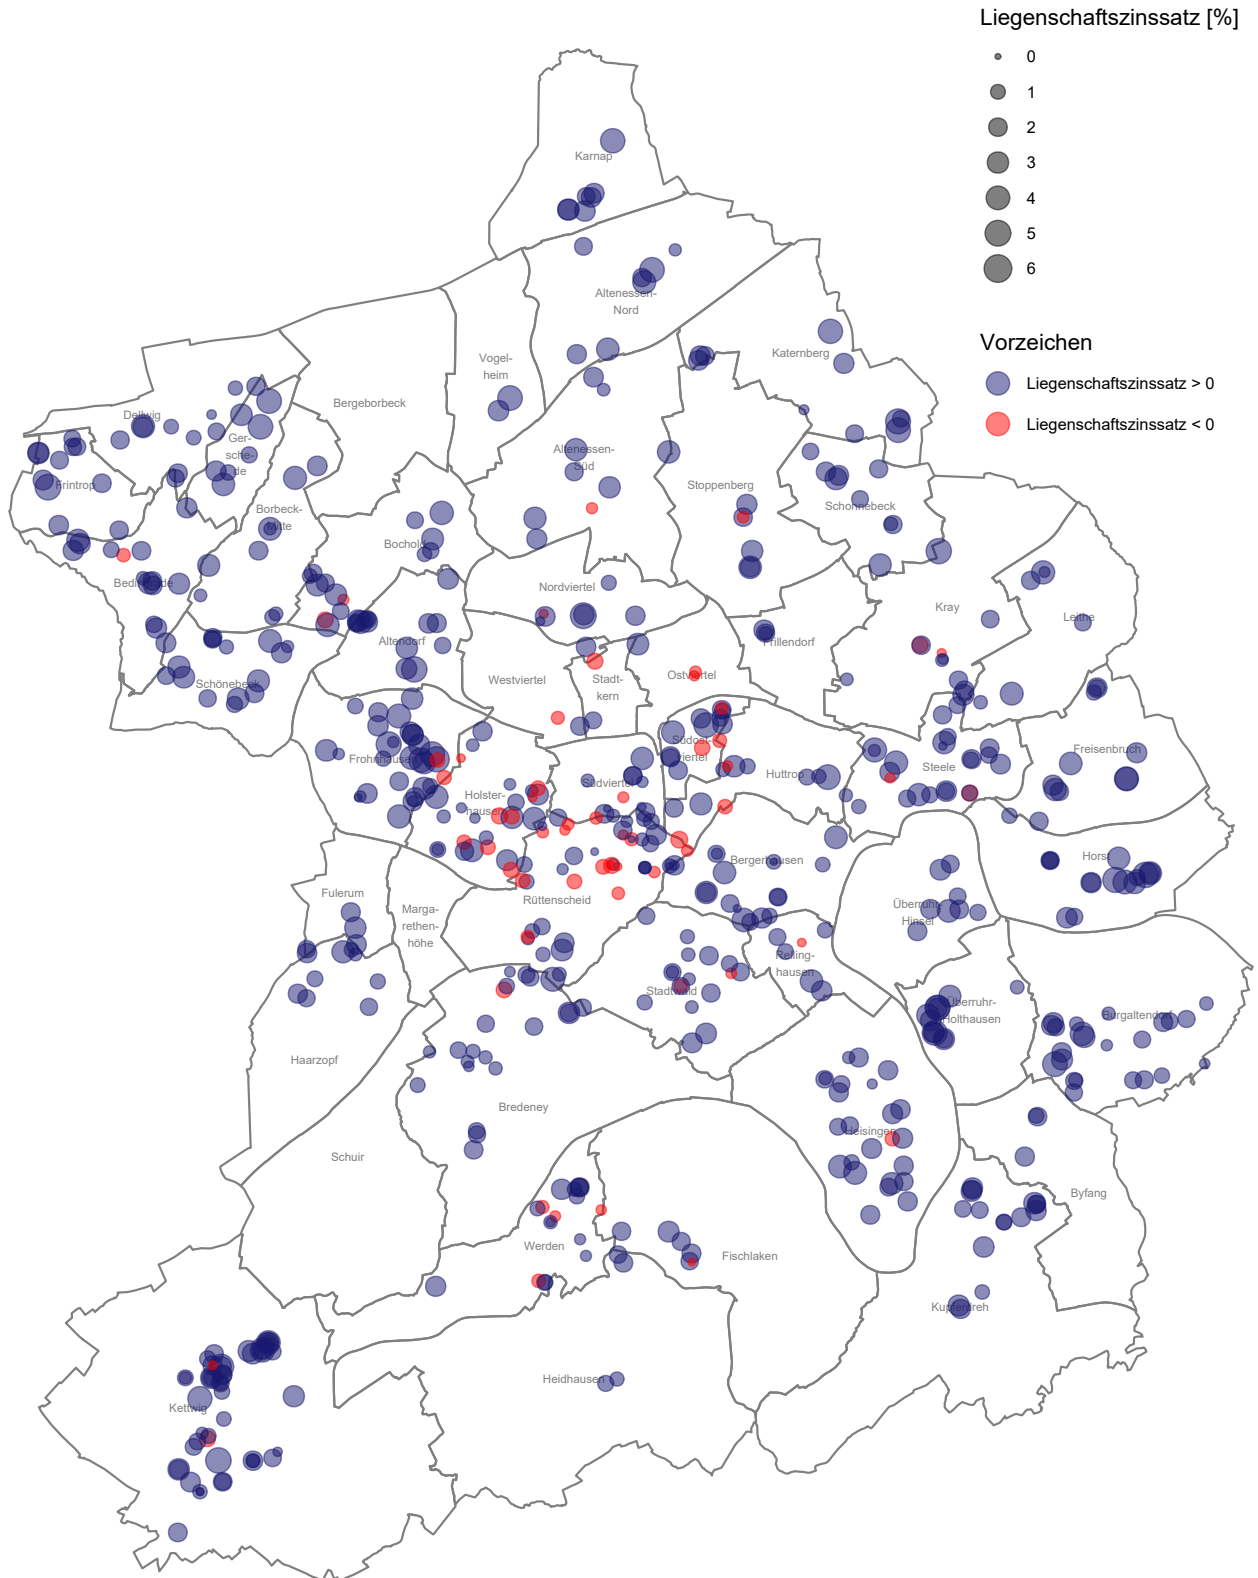 Liegenschaftszinssatz [%]
0
1
2
3
4
5
6
Vorzeichen
Liegenschaftszinssatz > 0
Liegenschaftszinssatz < 0
Karnap
Altenessen-
Nord
Katernberg
Vogel-
heim
Bergeborbeck
Dellwig
Ger-
sche-
de
Altenessen-
Süd
Stoppenberg
Frintrop
Borbeck-
Mitte
Schonnebeck
Bochold
Bedingrade
Nordviertel
Kray
Leithe
Altendorf
Frillendorf
Schönebeck
Westviertel
Stadt-
kern
Ostviertel
Frohnhausen
Südost-
viertel
Freisenbruch
Holster-
hausen
Südviertel
Huttrop
Steele
Bergerhausen
Horst
Fulerum
Marga-
rethen-
höhe
Rüttenscheid
Überruhr-
Hinsel
Relling-
hausen
Stadtwald
Überruhr-
Holthausen
Burgaltendorf
Haarzopf
Bredeney
Heisingen
Schuir
Byfang
Werden
Fischlaken
Kupferdreh
Heidhausen
Kettwig